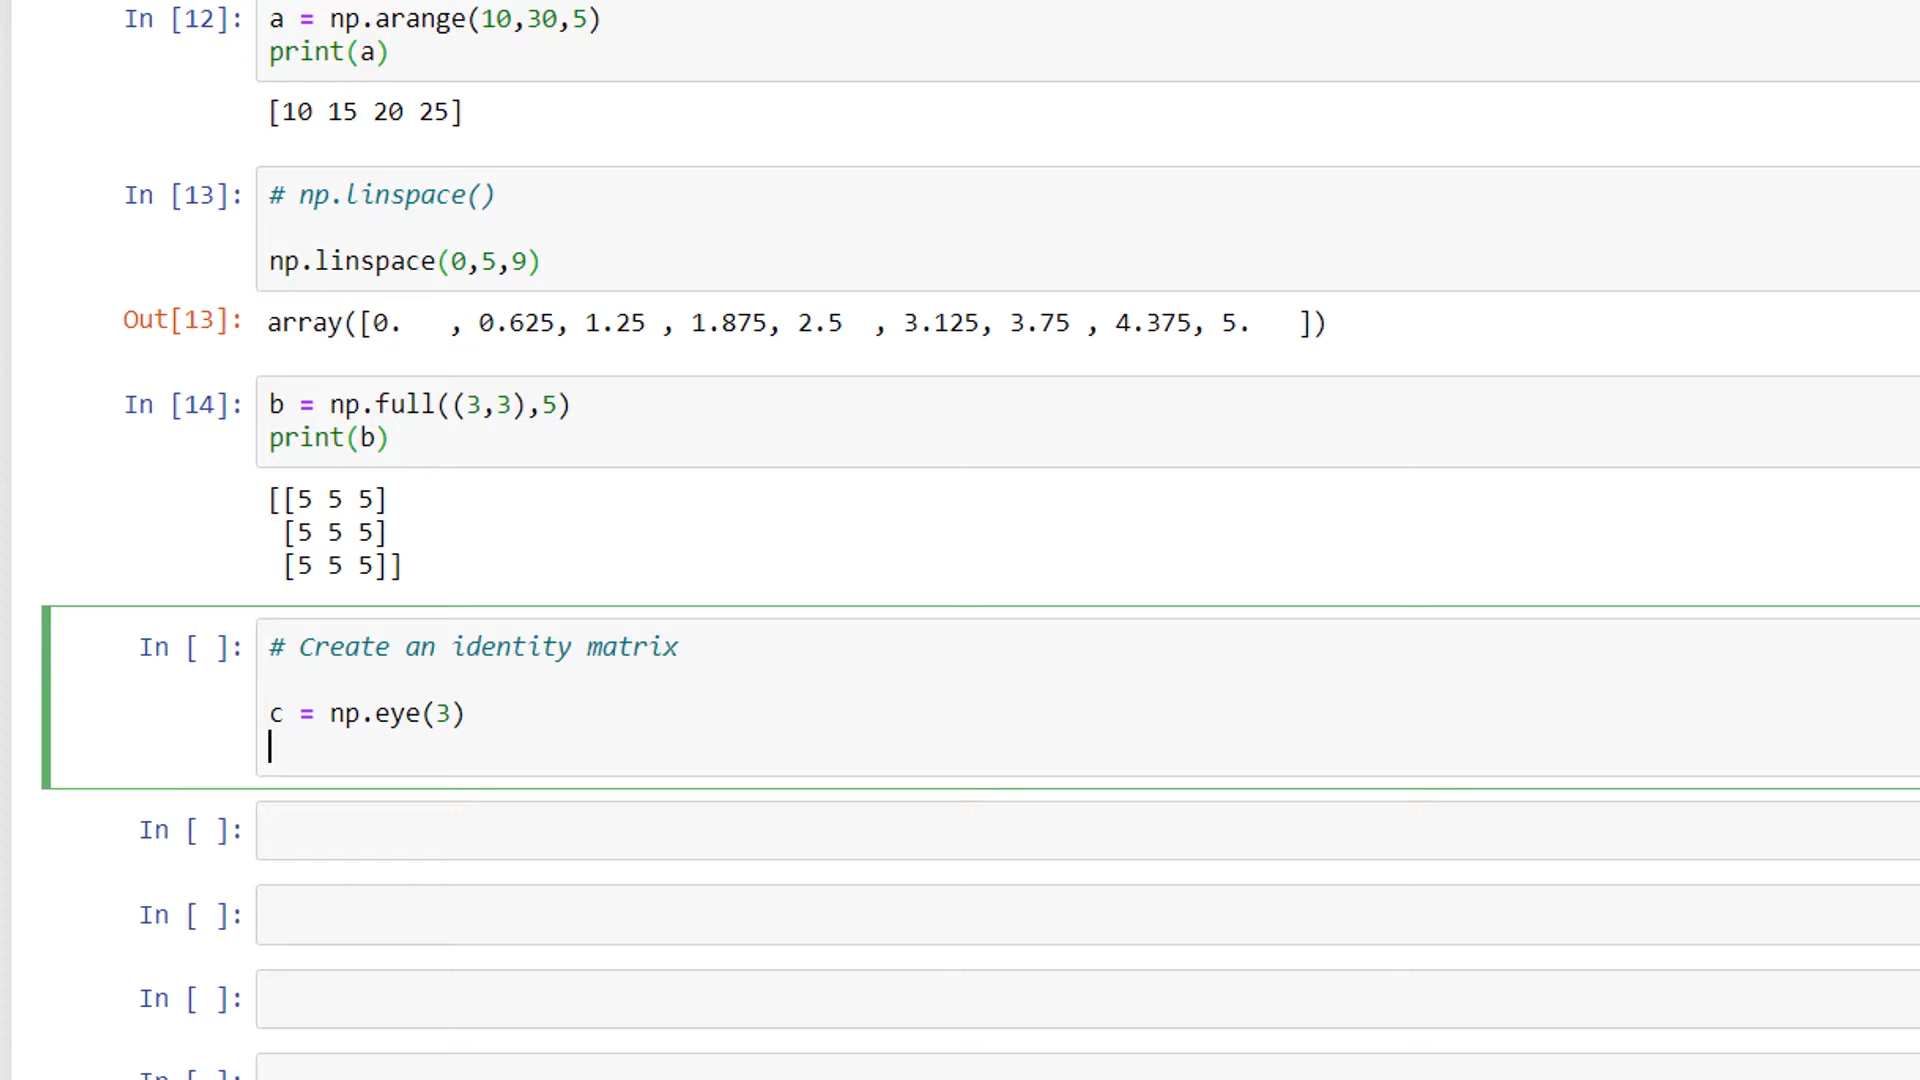 In [12]: a = np.arange(10,30,5)
print(a)
[10 15 20 25]
In [13]: # np.linspace()
np.linspace(0,5,9)
Out[13]: array([0.   , 0.625, 1.25 , 1.875, 2.5  , 3.125, 3.75 , 4.375, 5.   ])
In [14]: b = np.full((3,3),5)
print(b)
[[5 5 5]
 [5 5 5]
 [5 5 5]]
In [ ]: # Create an identity matrix
c = np.eye(3)
In [ ]:
In [ ]:
In [ ]:
In [ ]: